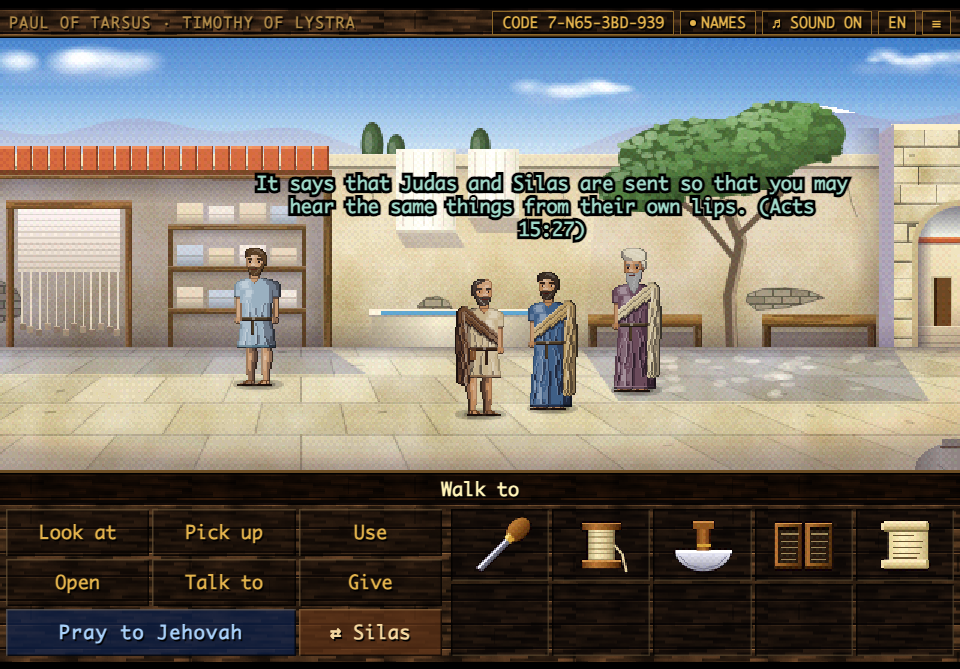 PAUL OF TARSUS · TIMOTHY OF LYSTRA
CODE 7-N65-3BD-939
• NAMES
♬ SOUND ON
EN
≡
It says that Judas and Silas are sent so that you may
hear the same things from their own lips. (Acts
15:27)
Walk to
Look at
Pick up
Use
Open
Talk to
Give
Pray to Jehovah
⇄ Silas